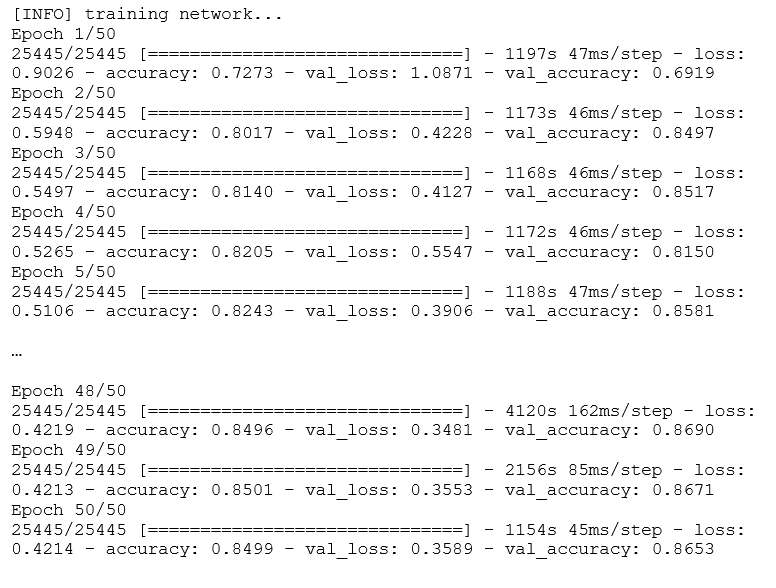 [INFO] training network...
Epoch 1/50
25445/25445 [==============================] - 1197s 47ms/step - loss:
0.9026 - accuracy: 0.7273 - val_loss: 1.0871 - val_accuracy: 0.6919
Epoch 2/50
25445/25445 [==============================] - 1173s 46ms/step - loss:
0.5948 - accuracy: 0.8017 - val_loss: 0.4228 - val_accuracy: 0.8497
Epoch 3/50
25445/25445 [==============================] - 1168s 46ms/step - loss:
0.5497 - accuracy: 0.8140 - val_loss: 0.4127 - val_accuracy: 0.8517
Epoch 4/50
25445/25445 [==============================] - 1172s 46ms/step - loss:
0.5265 - accuracy: 0.8205 - val_loss: 0.5547 - val_accuracy: 0.8150
Epoch 5/50
25445/25445 [==============================] - 1188s 47ms/step - loss:
0.5106 - accuracy: 0.8243 - val_loss: 0.3906 - val_accuracy: 0.8581
…
Epoch 48/50
25445/25445 [==============================] - 4120s 162ms/step - loss:
0.4219 - accuracy: 0.8496 - val_loss: 0.3481 - val_accuracy: 0.8690
Epoch 49/50
25445/25445 [==============================] - 2156s 85ms/step - loss:
0.4213 - accuracy: 0.8501 - val_loss: 0.3553 - val_accuracy: 0.8671
Epoch 50/50
25445/25445 [==============================] - 1154s 45ms/step - loss:
0.4214 - accuracy: 0.8499 - val_loss: 0.3589 - val_accuracy: 0.8653